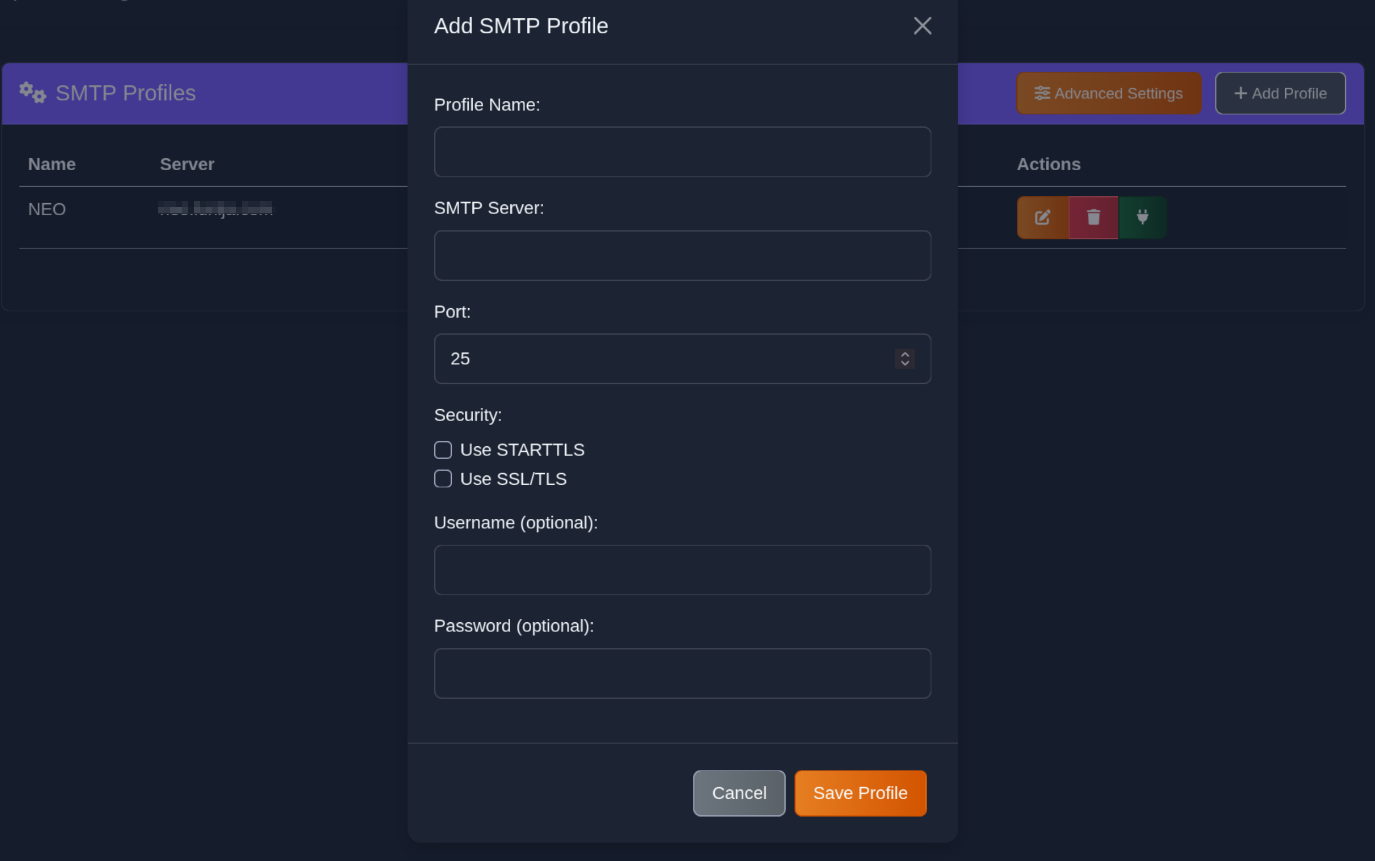 Add SMTP Profile
SMTP Profiles
Advanced Settings
Add Profile
Name
Server
Actions
NEO
Profile Name:
SMTP Server:
Port:
25
Security:
Use STARTTLS
Use SSL/TLS
Username (optional):
Password (optional):
Cancel
Save Profile